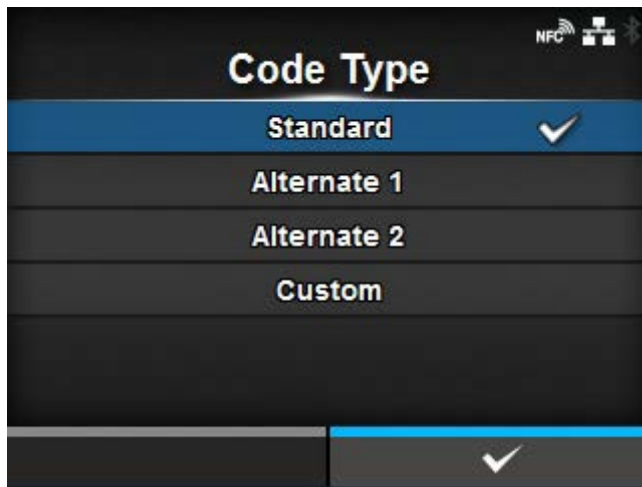 NFC
Code Type
Standard
Alternate 1
Alternate 2
Custom